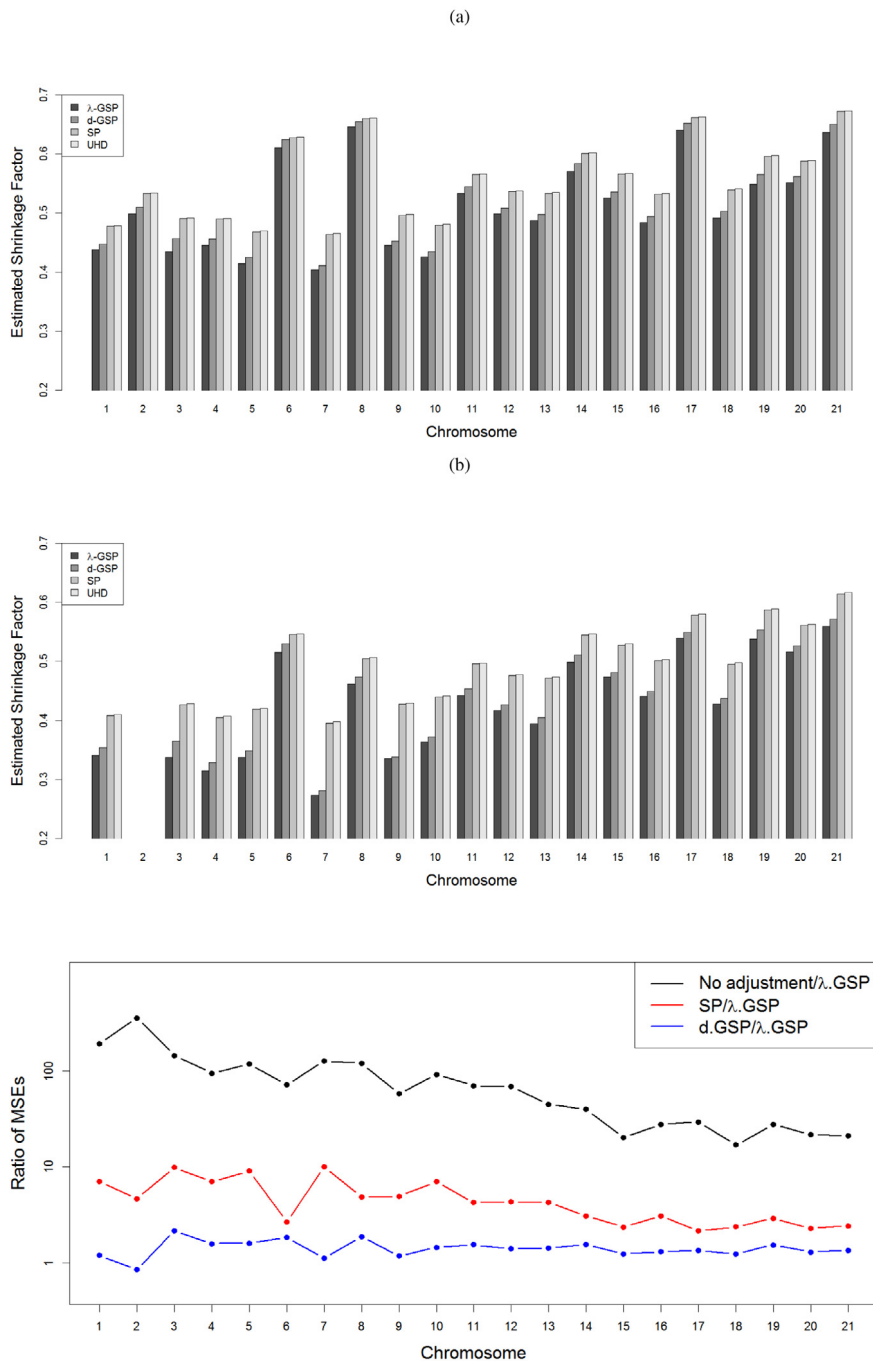 (a)
λ-GSP
d-GSP
SP
UHD
Estimated Shrinkage Factor
0.7
0.6
0.5
0.4
0.3
0.2
1 2 3 4 5 6 7 8 9 10 11 12 13 14 15 16 17 18 19 20 21
Chromosome
(b)
λ-GSP
d-GSP
SP
UHD
Estimated Shrinkage Factor
0.7
0.6
0.5
0.4
0.3
0.2
1 2 3 4 5 6 7 8 9 10 11 12 13 14 15 16 17 18 19 20 21
Chromosome
No adjustment/λ.GSP
SP/λ.GSP
d.GSP/λ.GSP
Ratio of MSEs
100
10
1
1 2 3 4 5 6 7 8 9 10 11 12 13 14 15 16 17 18 19 20 21
Chromosome